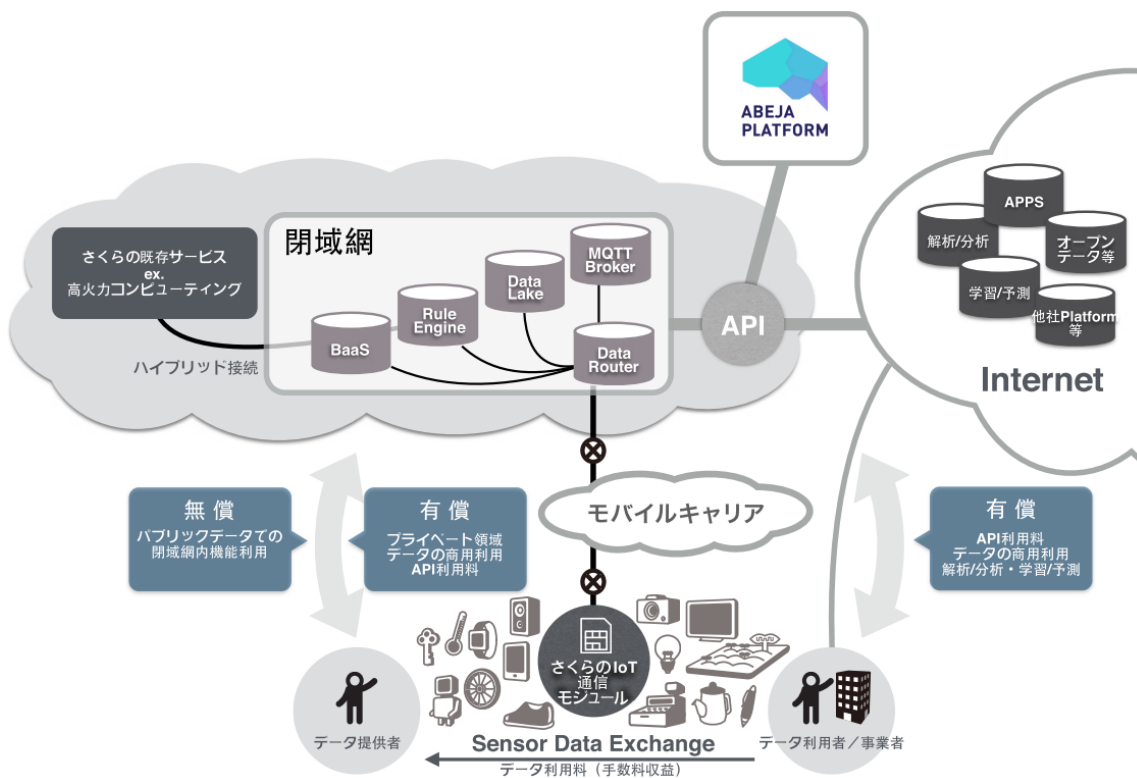 ABEJA
PLATFORM
閉域網
さくらの既存サービス
ex.
高火力コンピューティング
ハイブリッド接続
BaaS
Rule
Engine
Data
Lake
MQTT
Broker
Data
Router
API
APPS
解析/分析
オープン
データ等
学習/予測
他社Platform
等
Internet
モバイルキャリア
無償
パブリックデータでの
閉域網内機能利用
有償
プライベート領域
データの商用利用
API利用料
有償
API利用料
データの商用利用
解析/分析・学習/予測
さくらのIoT
通信
モジュール
データ提供者
Sensor Data Exchange
データ利用料（手数料収益）
データ利用者／事業者